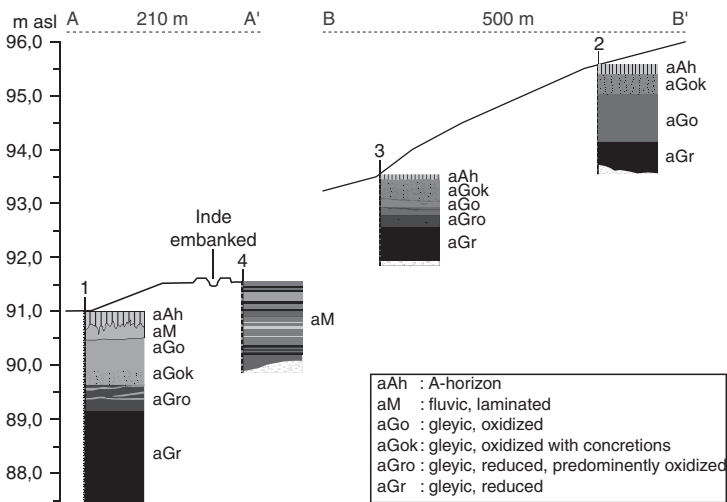 m asl A 210 m A' B 500 m B'
96,0
95,0
94,0
93,0
92,0
91,0
90,0
89,0
88,0
2
aAh
aGok
aGo
aGr
3
aAh
aGok
aGo
aGro
aGr
Inde
embanked
1
aAh
aM
aGo
aGok
aGro
aGr
4
aM
aAh : A-horizon
aM : fluvic, laminated
aGo : gleyic, oxidized
aGok : gleyic, oxidized with concretions
aGro : gleyic, reduced, predominently oxidized
aGr : gleyic, reduced